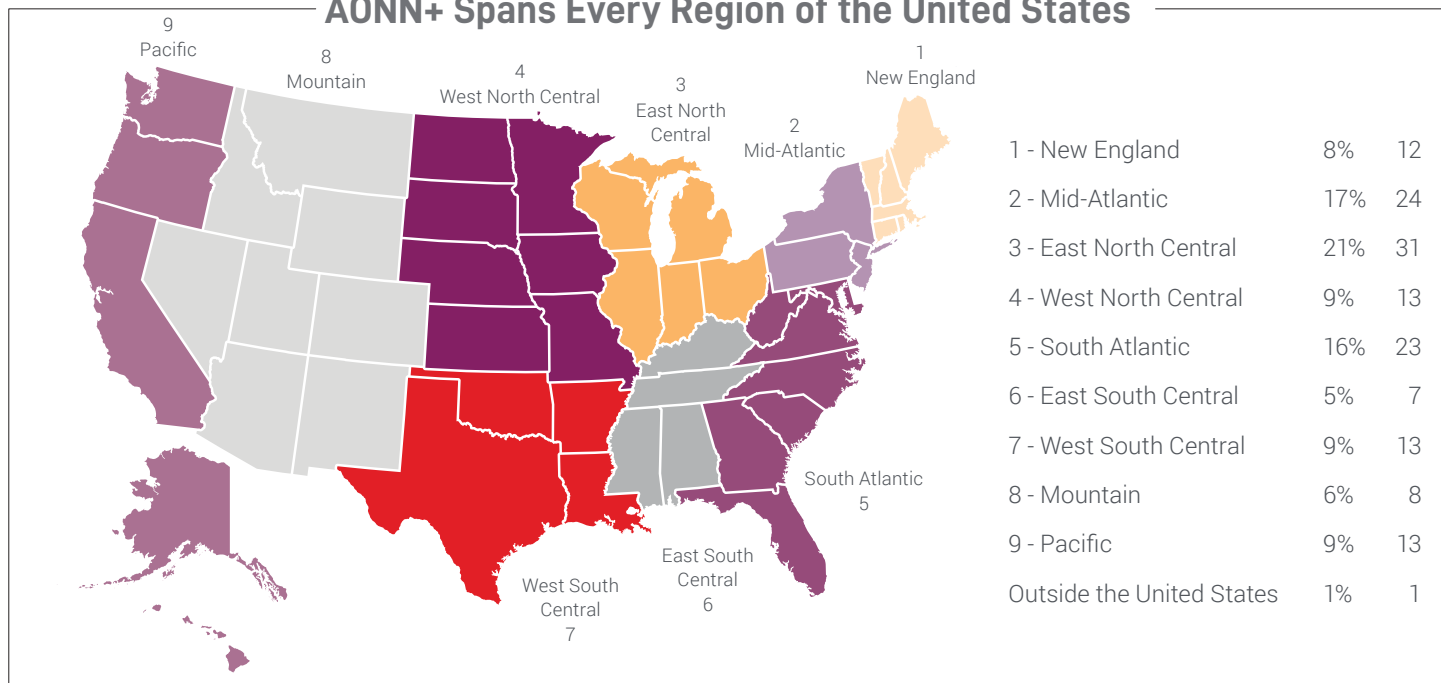 AONN+ Spans Every Region of the United States
9
Pacific
8
Mountain
4
West North Central
3
East North
Central
2
Mid-Atlantic
1
New England
South Atlantic
5
East South
Central
6
West South
Central
7
1 - New England 8% 12
2 - Mid-Atlantic 17% 24
3 - East North Central 21% 31
4 - West North Central 9% 13
5 - South Atlantic 16% 23
6 - East South Central 5% 7
7 - West South Central 9% 13
8 - Mountain 6% 8
9 - Pacific 9% 13
Outside the United States 1% 1